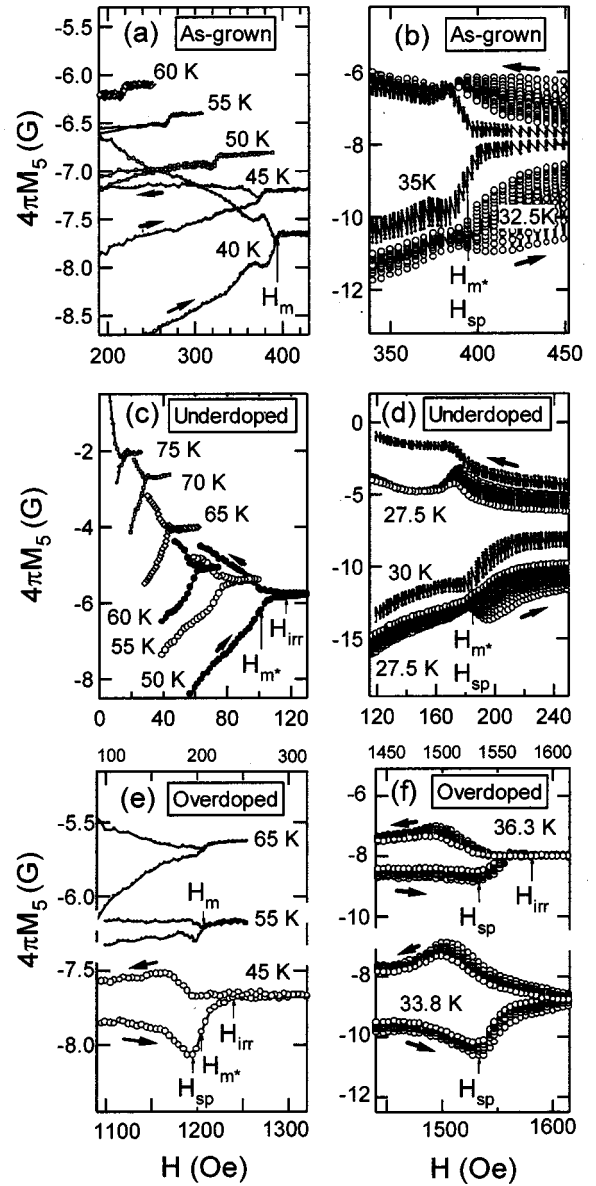 (a) As-grown
60 K
55 K
50 K
45 K
40 K
Hm
4πM5 (G)
-5.5
-6.0
-6.5
-7.0
-7.5
-8.0
-8.5
200 300 400
(b) As-grown
35K
32.5K
Hm*
Hsp
-6
-8
-10
-12
350 400 450
(c) Underdoped
75 K
70 K
65 K
60 K
55 K
50 K
Hirr
Hm*
4πM5 (G)
-2
-4
-6
-8
0 40 80 120
(d) Underdoped
27.5 K
30 K
27.5 K
Hm*
Hsp
0
-5
-10
-15
120 160 200 250
100 200 300
(e) Overdoped
65 K
Hm
55 K
45 K
Hirr
Hm*
Hsp
4πM5 (G)
-5.5
-6.0
-7.5
-8.0
1100 1200 1300
H (Oe)
1450 1500 1550 1600
(f) Overdoped
36.3 K
Hirr
Hsp
33.8 K
Hsp
-6
-8
-10
-8
-10
-12
1500 1600
H (Oe)